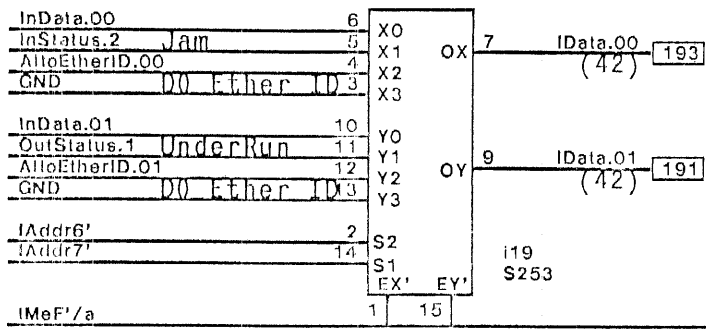 InData.00 6 X0
InStatus.2 Jam 5 X1 OX 7 IData.00 193
AltoEtherID.00 4 X2 (42)
GND D0 Ether ID 3 X3
InData.01 10 Y0
OutStatus.1 UnderRun 11 Y1
AltoEtherID.01 12 Y2 OY 9 IData.01 191
GND D0 Ether ID 13 Y3 (42)
IAddr6' 2 S2
IAddr7' 14 S1
i19
S253
EX' EY'
IMeF'/a 1 15